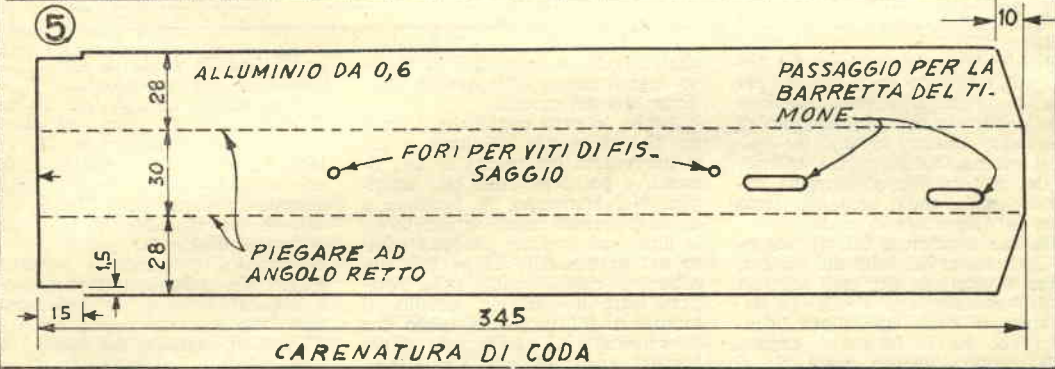 5
10
ALLUMINIO DA 0,6
28
30
28
PASSAGGIO PER LA
BARRETTA DEL TI-
MONE
FORI PER VITI DI FIS-
SAGGIO
PIEGARE AD
ANGOLO RETTO
1,5
15
345
CARENATURA DI CODA